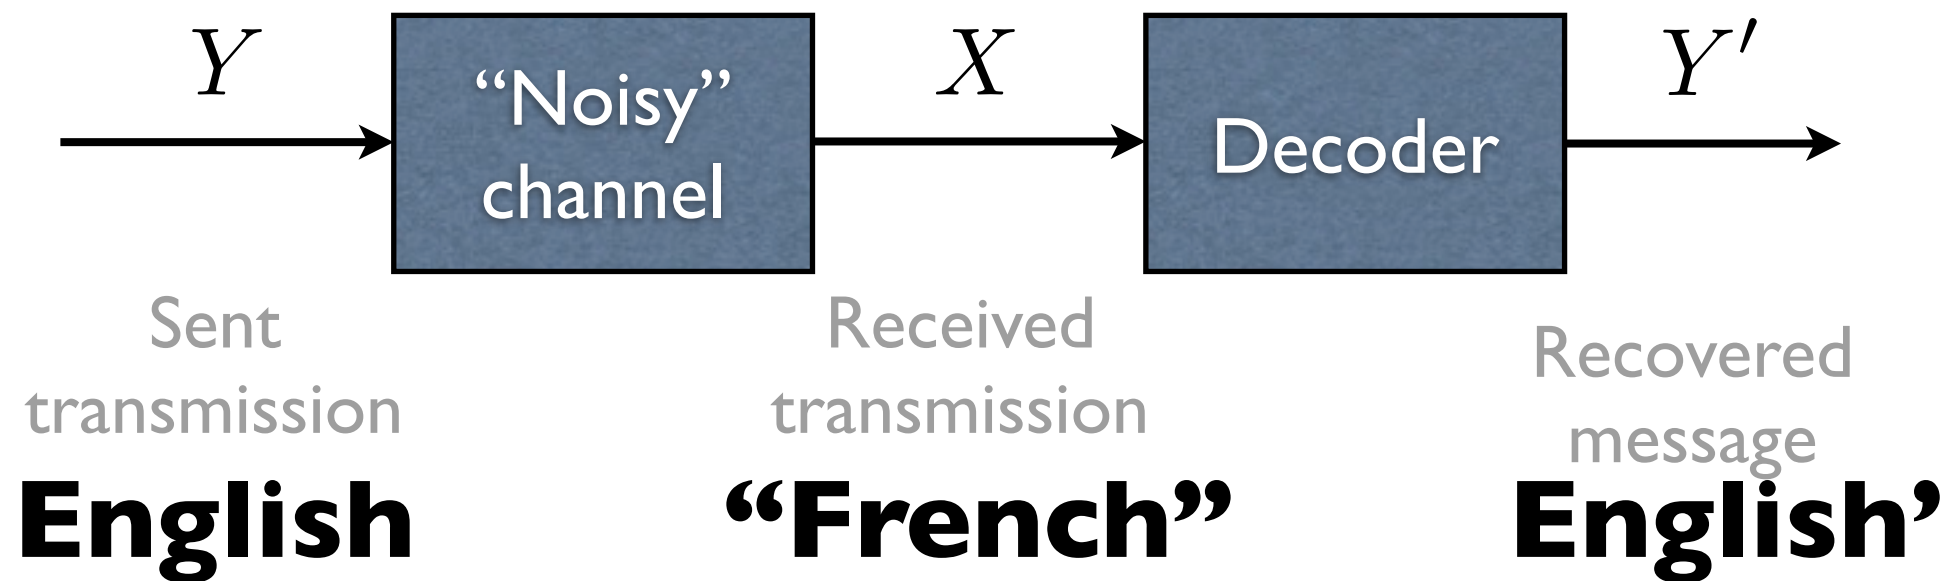 Y
“Noisy”
channel
X
Decoder
Y′
Sent
transmission
Received
transmission
Recovered
message
English
“French”
English’